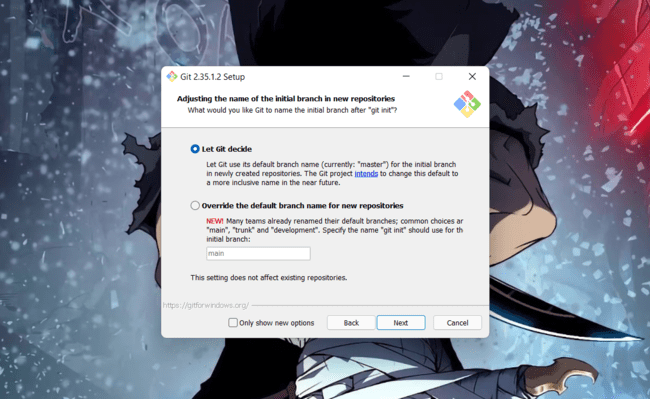 Git 2.35.1.2 Setup
Adjusting the name of the initial branch in new repositories
What would you like Git to name the initial branch after "git init"?
Let Git decide
Let Git use its default branch name (currently: "master") for the initial branch
in newly created repositories. The Git project intends to change this default to
a more inclusive name in the near future.
Override the default branch name for new repositories
NEW! Many teams already renamed their default branches; common choices ar
"main", "trunk" and "development". Specify the name "git init" should use for th
initial branch:
main
This setting does not affect existing repositories.
https://gitforwindows.org/
Only show new options
Back
Next
Cancel